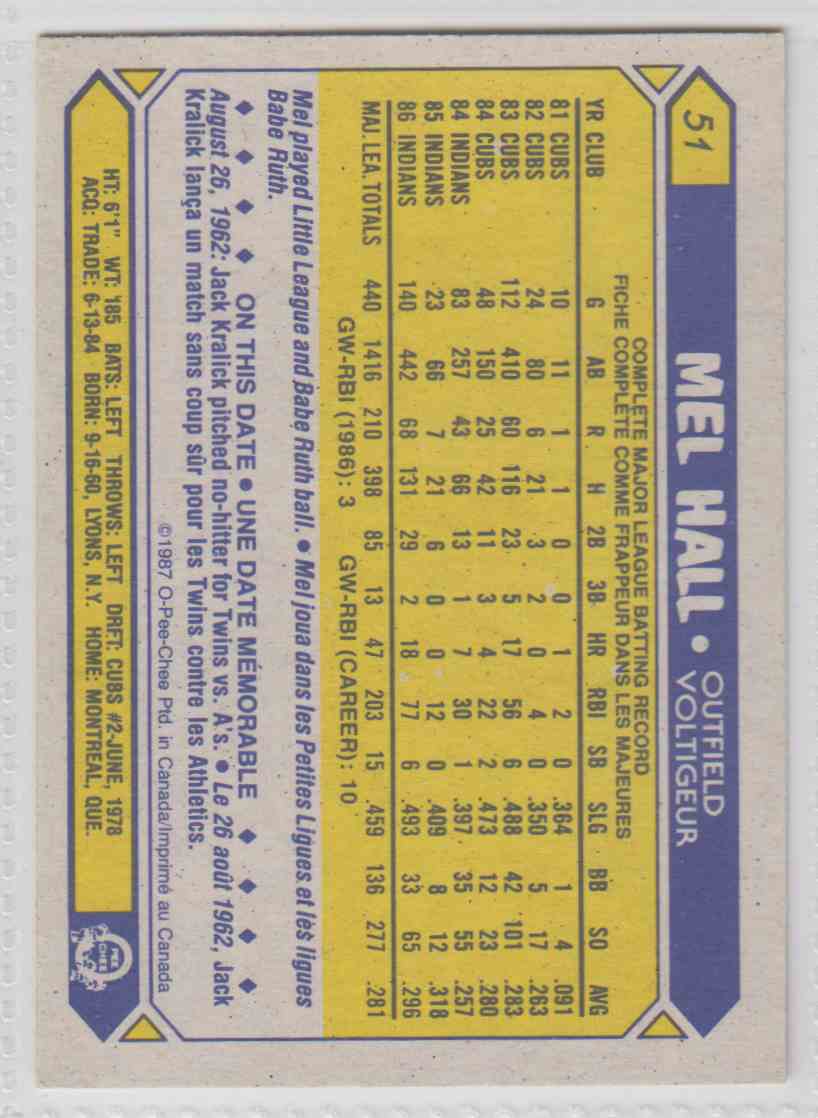 51
MEL HALL • OUTFIELD
VOLTIGEUR
COMPLETE MAJOR LEAGUE BATTING RECORD
FICHE COMPLÈTE COMME FRAPPEUR DANS LES MAJEURES
YR CLUB G AB R H 2B 3B HR RBI SB SLG BB SO AVG
81 CUBS 10 11 1 1 0 0 1 2 0 .364 1 4 .091
82 CUBS 24 80 6 21 3 2 0 4 0 .350 5 17 .263
83 CUBS 112 410 60 116 23 5 17 56 6 .488 42 101 .283
84 CUBS 48 150 25 42 11 3 4 22 2 .473 12 23 .280
84 INDIANS 83 257 43 66 13 1 7 30 1 .397 35 55 .257
85 INDIANS 23 66 7 21 6 0 0 12 0 .409 8 12 .318
86 INDIANS 140 442 68 131 29 2 18 77 6 .493 33 65 .296
MAJ. LEA. TOTALS 440 1416 210 398 85 13 47 203 15 .459 136 277 .281
GW-RBI (1986): 3 GW-RBI (CAREER): 10
Mel played Little League and Babe Ruth ball. • Mel joua dans les Petites Ligues et les ligues
Babe Ruth.
♦ ♦ ♦ ♦ ON THIS DATE • UNE DATE MÉMORABLE ♦ ♦ ♦ ♦
August 26, 1962: Jack Kralick pitched no-hitter for Twins vs. A's. • Le 26 août 1962, Jack
Kralick lança un match sans coup sûr pour les Twins contre les Athletics.
©1987 O-Pee-Chee Ptd. in Canada/Imprimé au Canada
HT: 6'1" WT: 185 BATS: LEFT THROWS: LEFT DRFT: CUBS #2-JUNE, 1978
ACQ: TRADE: 6-13-84 BORN: 9-16-60, LYONS, N.Y. HOME: MONTREAL, QUE.
O
PEE
CHEE